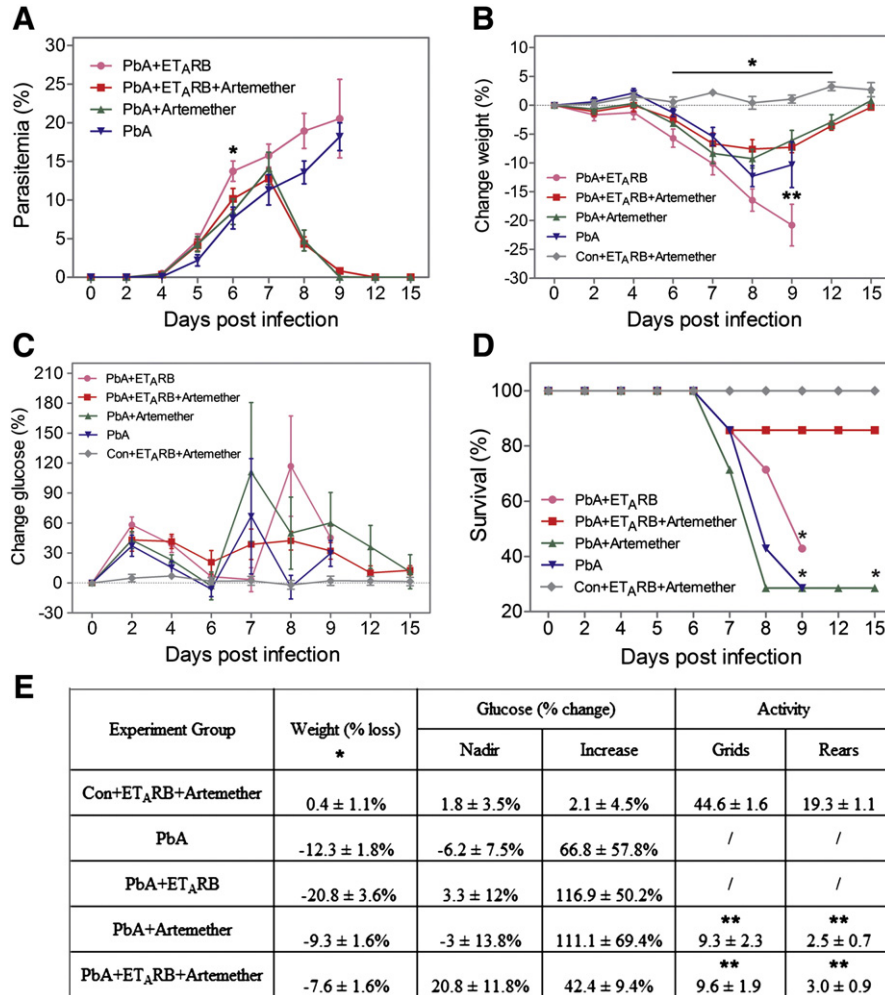 A
Parasitemia (%)
30
25
20
15
10
5
0
PbA+ETARB
PbA+ETARB+Artemether
PbA+Artemether
PbA
*
0 2 4 5 6 7 8 9 12 15
Days post infection
B
Change weight (%)
10
5
0
-5
-10
-15
-20
-25
-30
*
**
PbA+ETARB
PbA+ETARB+Artemether
PbA+Artemether
PbA
Con+ETARB+Artemether
0 2 4 6 7 8 9 12 15
Days post infection
C
Change glucose (%)
210
180
150
120
90
60
30
0
-30
PbA+ETARB
PbA+ETARB+Artemether
PbA+Artemether
PbA
Con+ETARB+Artemether
0 2 4 6 7 8 9 12 15
Days post infection
D
Survival (%)
100
80
60
40
20
PbA+ETARB
PbA+ETARB+Artemether
PbA+Artemether
PbA
Con+ETARB+Artemether
*
* *
0 2 4 5 6 7 8 9 12 15
Days post infection
E
Experiment Group Weight (% loss) * Glucose (% change) Activity
Nadir Increase Grids Rears
Con+ETARB+Artemether 0.4 ± 1.1% 1.8 ± 3.5% 2.1 ± 4.5% 44.6 ± 1.6 19.3 ± 1.1
PbA -12.3 ± 1.8% -6.2 ± 7.5% 66.8 ± 57.8% / /
PbA+ETARB -20.8 ± 3.6% 3.3 ± 12% 116.9 ± 50.2% / /
PbA+Artemether -9.3 ± 1.6% -3 ± 13.8% 111.1 ± 69.4% ** 9.3 ± 2.3 ** 2.5 ± 0.7
PbA+ETARB+Artemether -7.6 ± 1.6% 20.8 ± 11.8% 42.4 ± 9.4% ** 9.6 ± 1.9 ** 3.0 ± 0.9